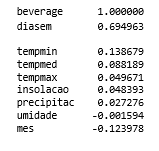 beverage 1.000000
diasem 0.694963
tempmin 0.138679
tempmed 0.088189
tempmax 0.049671
insolacao 0.048393
precipitac 0.027276
umidade -0.001594
mes -0.123978